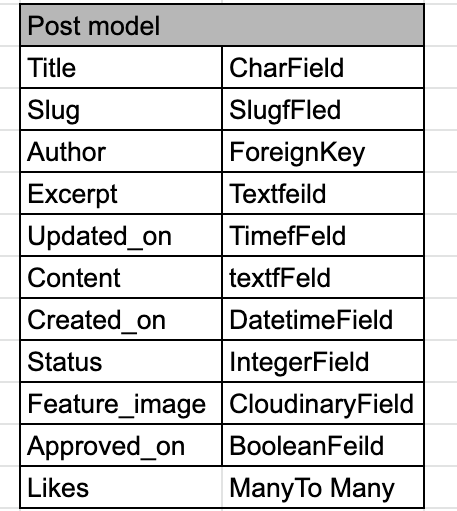 Post model
Title CharField
Slug SlugfFled
Author ForeignKey
Excerpt Textfeild
Updated_on TimefFeld
Content textfFeld
Created_on DatetimeField
Status IntegerField
Feature_image CloudinaryField
Approved_on BooleanFeild
Likes ManyTo Many